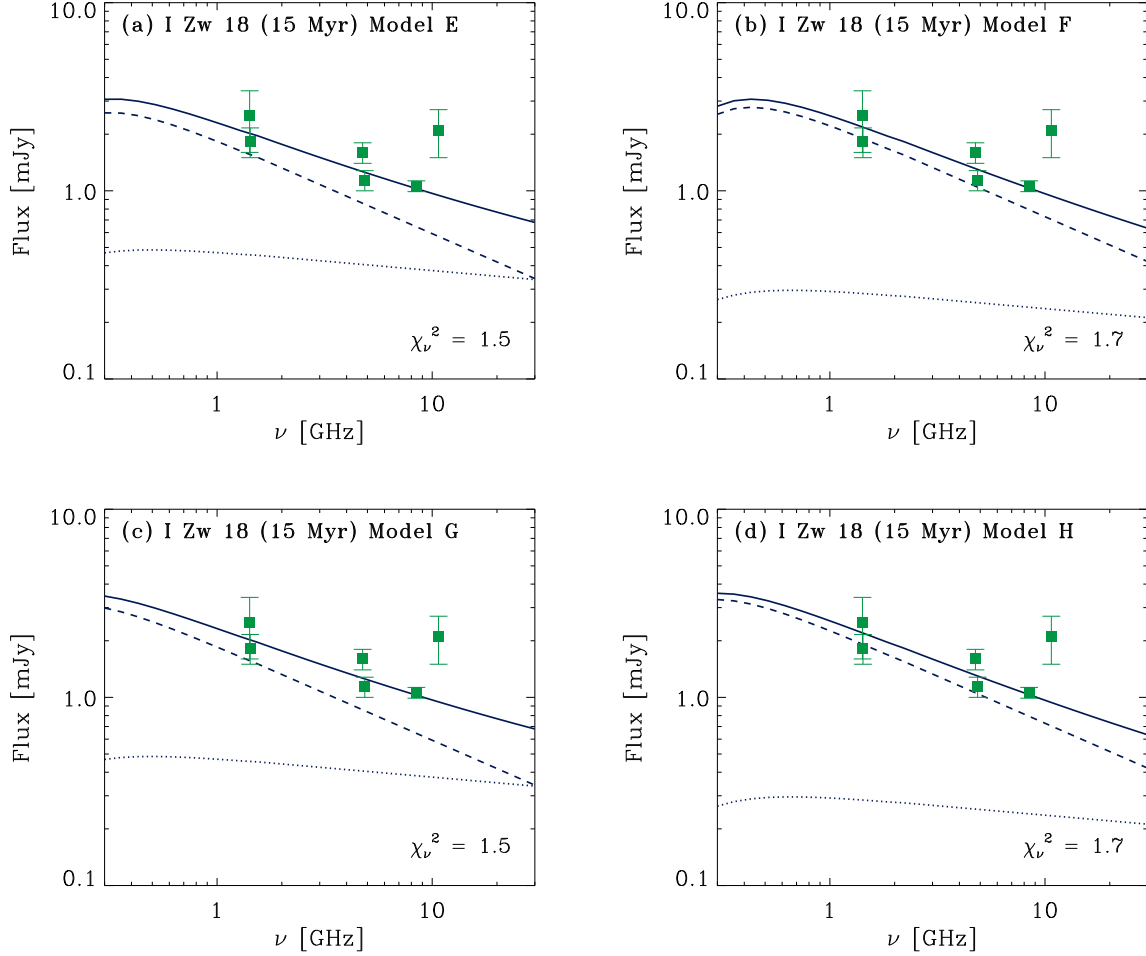 (a) I Zw 18 (15 Myr) Model E
10.0
1.0
0.1
Flux [mJy]
χν² = 1.5
1
10
ν [GHz]
(b) I Zw 18 (15 Myr) Model F
10.0
1.0
0.1
Flux [mJy]
χν² = 1.7
1
10
ν [GHz]
(c) I Zw 18 (15 Myr) Model G
10.0
1.0
0.1
Flux [mJy]
χν² = 1.5
1
10
ν [GHz]
(d) I Zw 18 (15 Myr) Model H
10.0
1.0
0.1
Flux [mJy]
χν² = 1.7
1
10
ν [GHz]